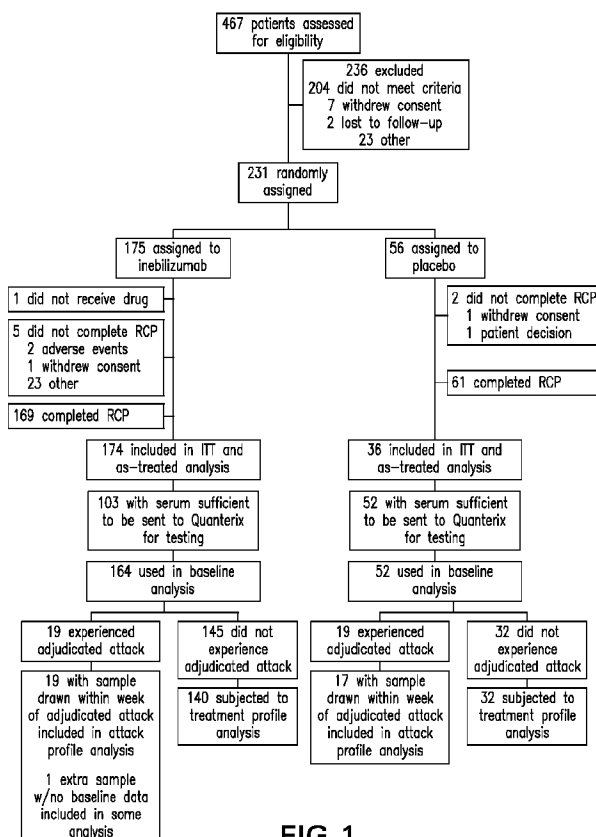 467 patients assessed
for eligibility
236 excluded
204 did not meet criteria
7 withdrew consent
2 lost to follow-up
23 other
231 randomly
assigned
175 assigned to
inebilizumab
56 assigned to
placebo
1 did not receive drug
2 did not complete RCP
1 withdrew consent
1 patient decision
5 did not complete RCP
2 adverse events
1 withdrew consent
23 other
61 completed RCP
169 completed RCP
174 included in ITT and
as-treated analysis
36 included in ITT and
as-treated analysis
103 with serum sufficient
to be sent to Quanterix
for testing
52 with serum sufficient
to be sent to Quanterix
for testing
164 used in baseline
analysis
52 used in baseline
analysis
19 experienced
adjudicated attack
145 did not
experience
adjudicated attack
19 experienced
adjudicated attack
32 did not
experience
adjudicated attack
19 with sample
drawn within week
of adjudicated attack
included in attack
profile analysis
1 extra sample
w/no baseline data
included in some
analysis
140 subjected to
treatment profile
analysis
17 with sample
drawn within week
of adjudicated attack
included in attack
profile analysis
32 subjected to
treatment profile
analysis
FIG. 1